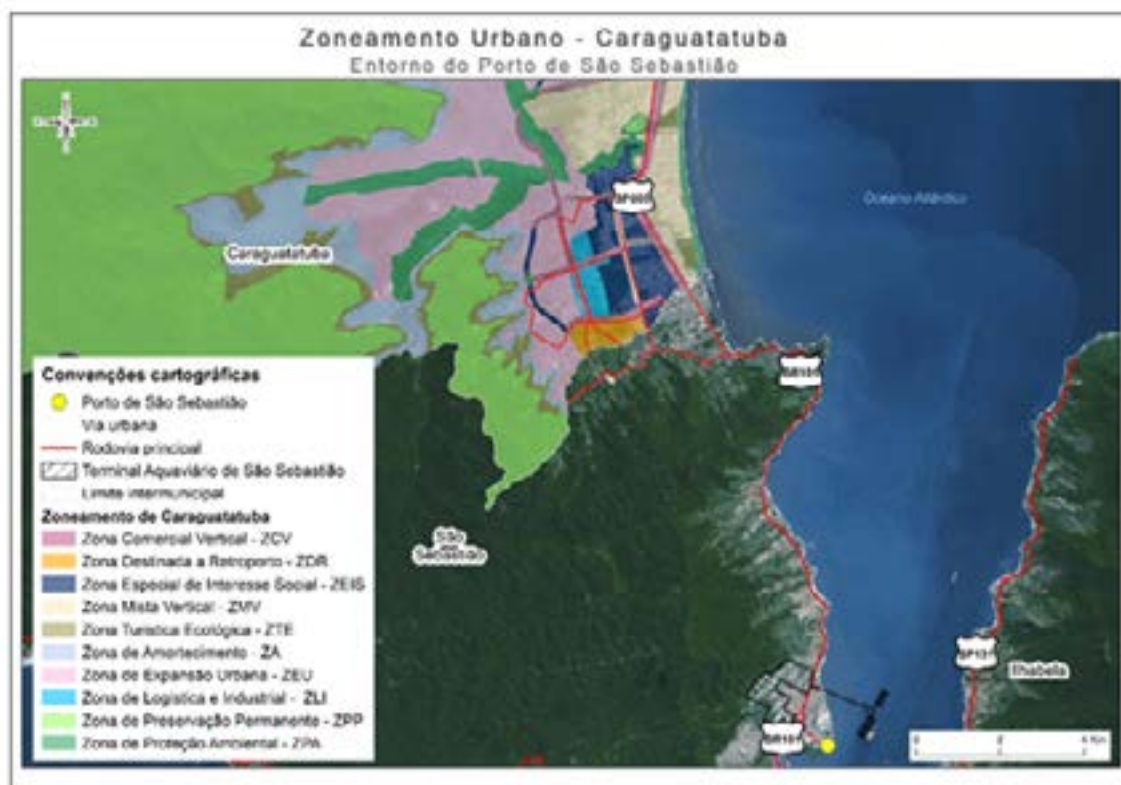 Zoneamento Urbano - Caraguatatuba
Entorno do Porto de São Sebastião
Oceano Atlântico
Caraguatatuba
Convenções cartográficas
Porto de São Sebastião
Via urbana
Rodovia principal
Terminal Aquaviário de São Sebastião
Limite intermunicipal
Zoneamento de Caraguatatuba
Zona Comercial Vertical - ZCV
Zona Destinada a Retroporto - ZDR
Zona Especial de Interesse Social - ZEIS
Zona Mista Vertical - ZMV
Zona Turística Ecológica - ZTE
Zona de Amortecimento - ZA
Zona de Expansão Urbana - ZEU
Zona de Logística e Industrial - ZLI
Zona de Preservação Permanente - ZPP
Zona de Proteção Ambiental - ZPA
São
Sebastião
SP131
Ilhabela
BR101